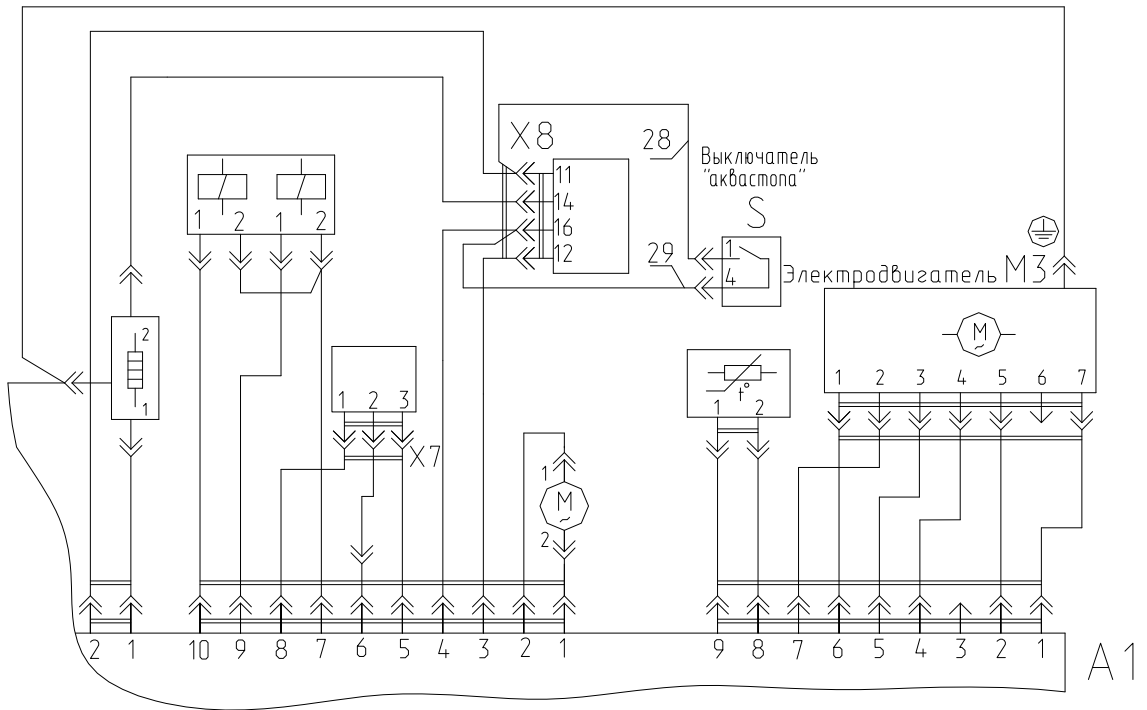 X8
28
Выключатель
"аквастопа"
S
11
14
16
12
1 2 1 2
29
1
4
Электродвигатель М3
2
1
M
~
1 2 3
X7
t°
1 2
1 2 3 4 5 6 7
1
M
~
2
2 1 10 9 8 7 6 5 4 3 2 1 9 8 7 6 5 4 3 2 1
A1